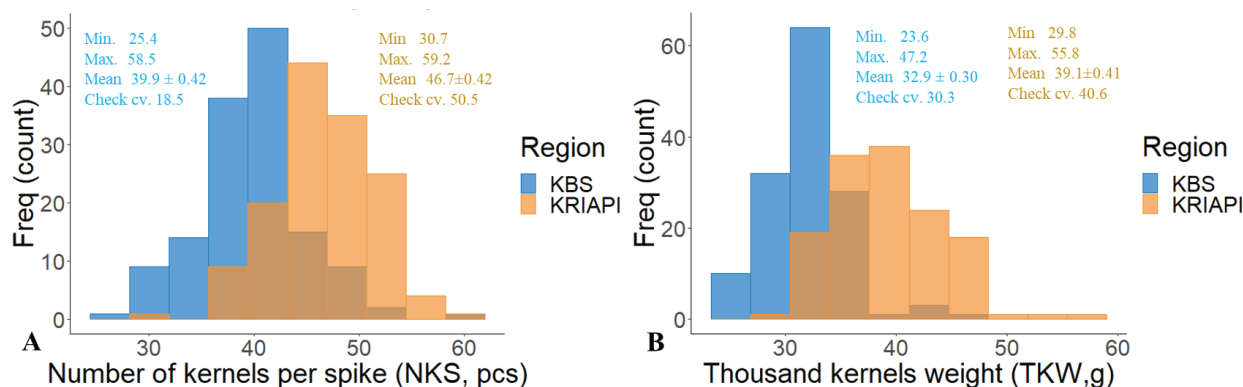 50
40
30
20
10
0
Freq (count)
Min. 25.4
Max. 58.5
Mean 39.9 ± 0.42
Check cv. 18.5
Min 30.7
Max. 59.2
Mean 46.7±0.42
Check cv. 50.5
Region
KBS
KRIAPI
30 40 50 60
A
Number of kernels per spike (NKS, pcs)
60
40
20
0
Freq (count)
Min. 23.6
Max. 47.2
Mean 32.9 ± 0.30
Check cv. 30.3
Min 29.8
Max. 55.8
Mean 39.1±0.41
Check cv. 40.6
Region
KBS
KRIAPI
30 40 50 60
B
Thousand kernels weight (TKW,g)